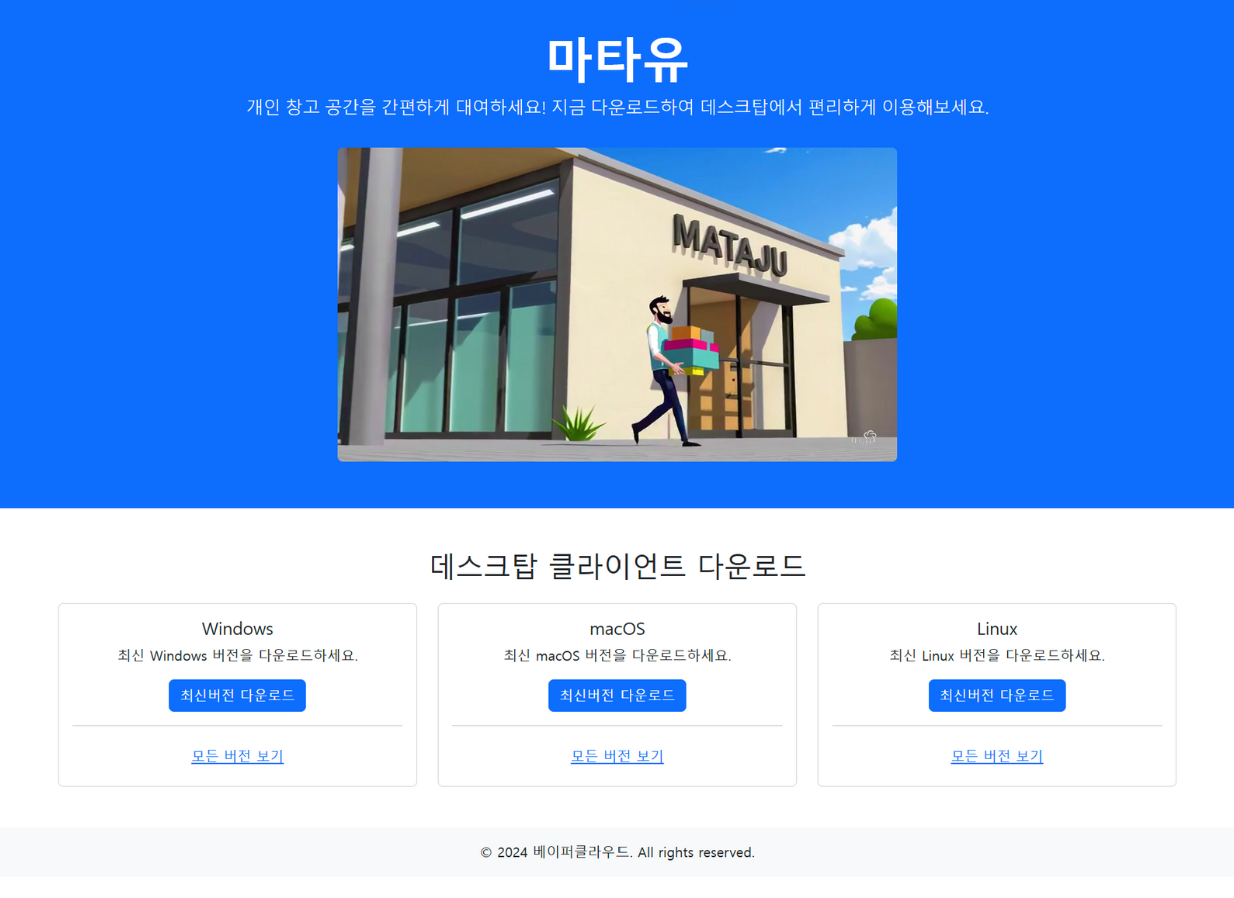 마타유
개인 창고 공간을 간편하게 대여하세요! 지금 다운로드하여 데스크탑에서 편리하게 이용해보세요.
MATAJU
데스크탑 클라이언트 다운로드
Windows
최신 Windows 버전을 다운로드하세요.
최신버전 다운로드
모든 버전 보기
macOS
최신 macOS 버전을 다운로드하세요.
최신버전 다운로드
모든 버전 보기
Linux
최신 Linux 버전을 다운로드하세요.
최신버전 다운로드
모든 버전 보기
© 2024 베이퍼클라우드. All rights reserved.